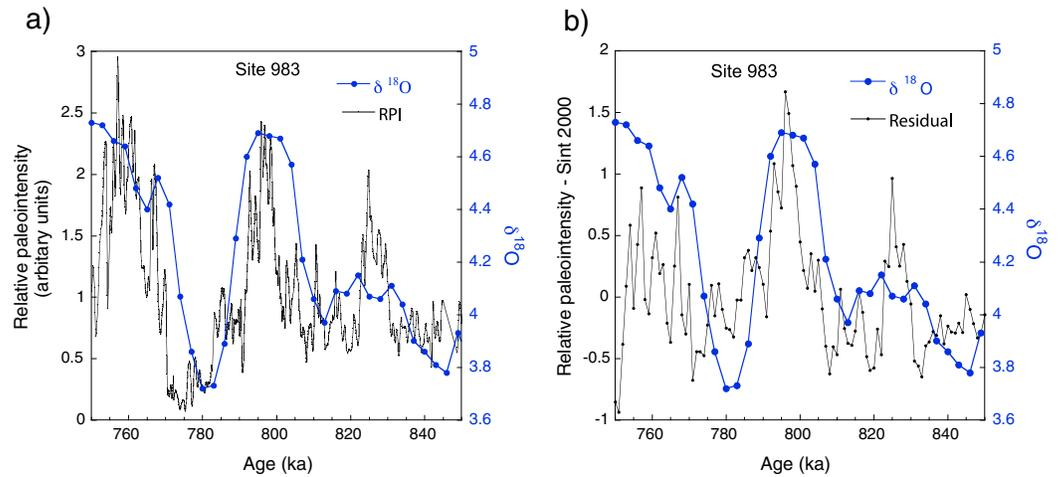 a)
Site 983
δ 18O
RPI
Relative paleointensity
(arbitrary units)
3
2.5
2
1.5
1
0.5
0
5
4.8
4.6
4.4
4.2
4
3.8
3.6
δ18O
760
780
800
820
840
Age (ka)
b)
Site 983
δ 18O
Residual
Relative paleointensity - Sint 2000
2
1.5
1
0.5
0
-0.5
-1
5
4.8
4.6
4.4
4.2
4
3.8
3.6
δ18O
760
780
800
820
840
Age (ka)